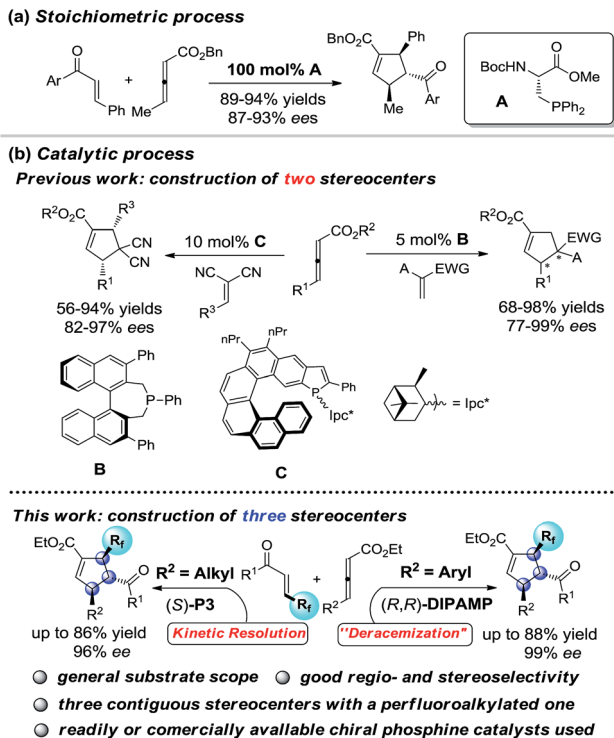 (a) Stoichiometric process
O
Ar
Ph
+
CO2Bn
Me
100 mol% A
89-94% yields
87-93% ees
BnO2C
Ph
O
Me
Ar
O
BocHN
OMe
A
PPh2
(b) Catalytic process
Previous work: construction of two stereocenters
R2O2C
R3
CN
CN
R1
56-94% yields
82-97% ees
10 mol% C
NC
CN
R3
CO2R2
R1
5 mol% B
A
EWG
R2O2C
EWG
*
*
A
R1
68-98% yields
77-99% ees
Ph
P-Ph
Ph
B
nPr
nPr
Ph
P
Ipc*
C
= Ipc*
This work: construction of three stereocenters
EtO2C
Rf
O
R2
R1
up to 86% yield
96% ee
R2 = Alkyl
(S)-P3
Kinetic Resolution
O
R1
Rf
+
CO2Et
R2
R2 = Aryl
(R,R)-DIPAMP
"Deracemization"
EtO2C
Rf
O
R2
R1
up to 88% yield
99% ee
general substrate scope
good regio- and stereoselectivity
three contiguous stereocenters with a perfluoroalkylated one
readily or comercially available chiral phosphine catalysts used